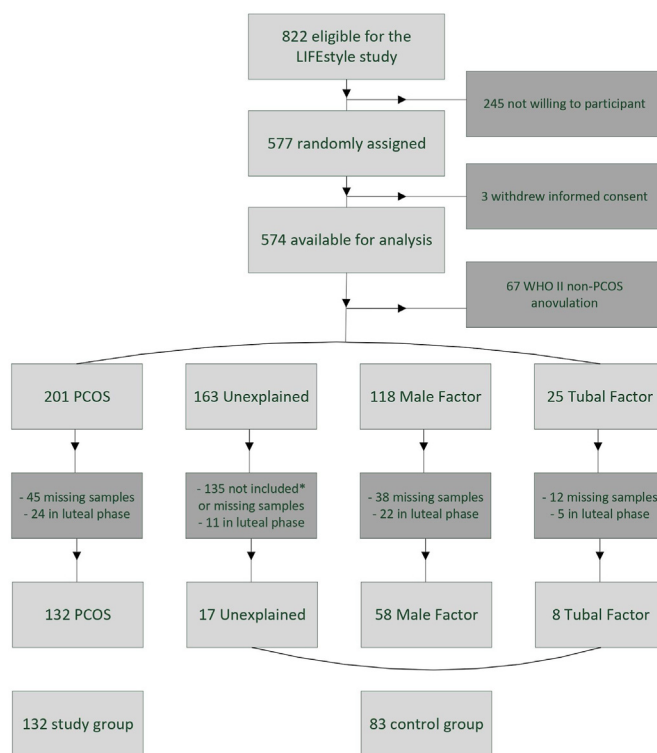 822 eligible for the
LIFEstyle study
245 not willing to participant
577 randomly assigned
3 withdrew informed consent
574 available for analysis
67 WHO II non-PCOS
anovulation
201 PCOS
163 Unexplained
118 Male Factor
25 Tubal Factor
- 45 missing samples
- 24 in luteal phase
- 135 not included*
or missing samples
- 11 in luteal phase
- 38 missing samples
- 22 in luteal phase
- 12 missing samples
- 5 in luteal phase
132 PCOS
17 Unexplained
58 Male Factor
8 Tubal Factor
132 study group
83 control group